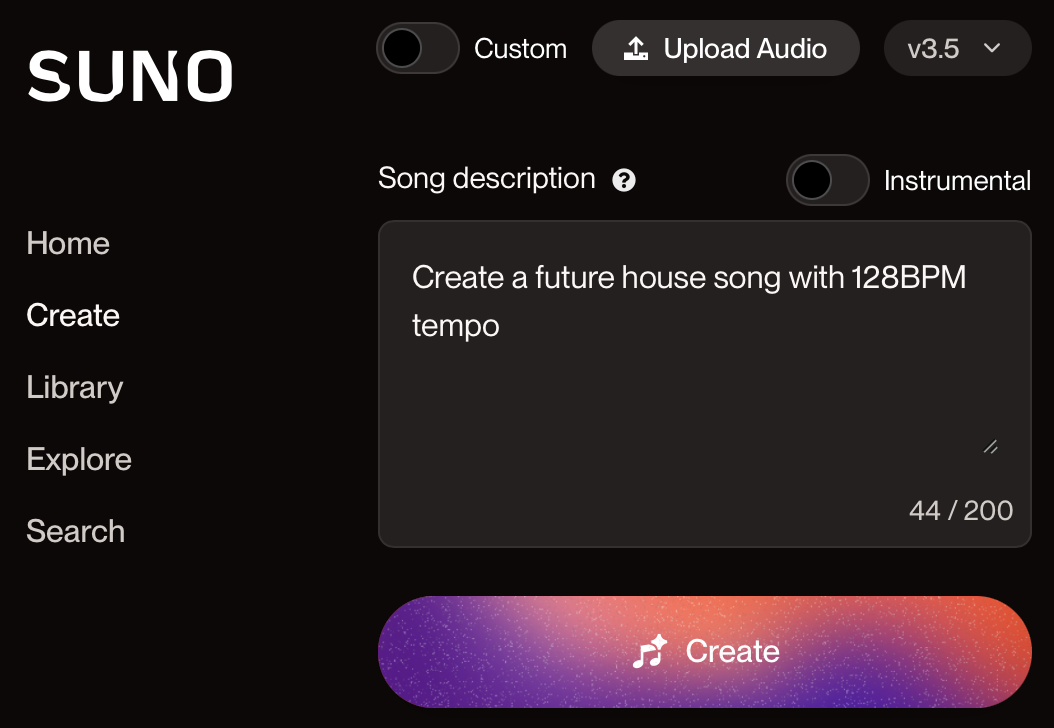 SUNO
Custom
Upload Audio
v3.5
Song description ?
Instrumental
Home
Create
Library
Explore
Search
Create a future house song with 128BPM
tempo
44 / 200
Create